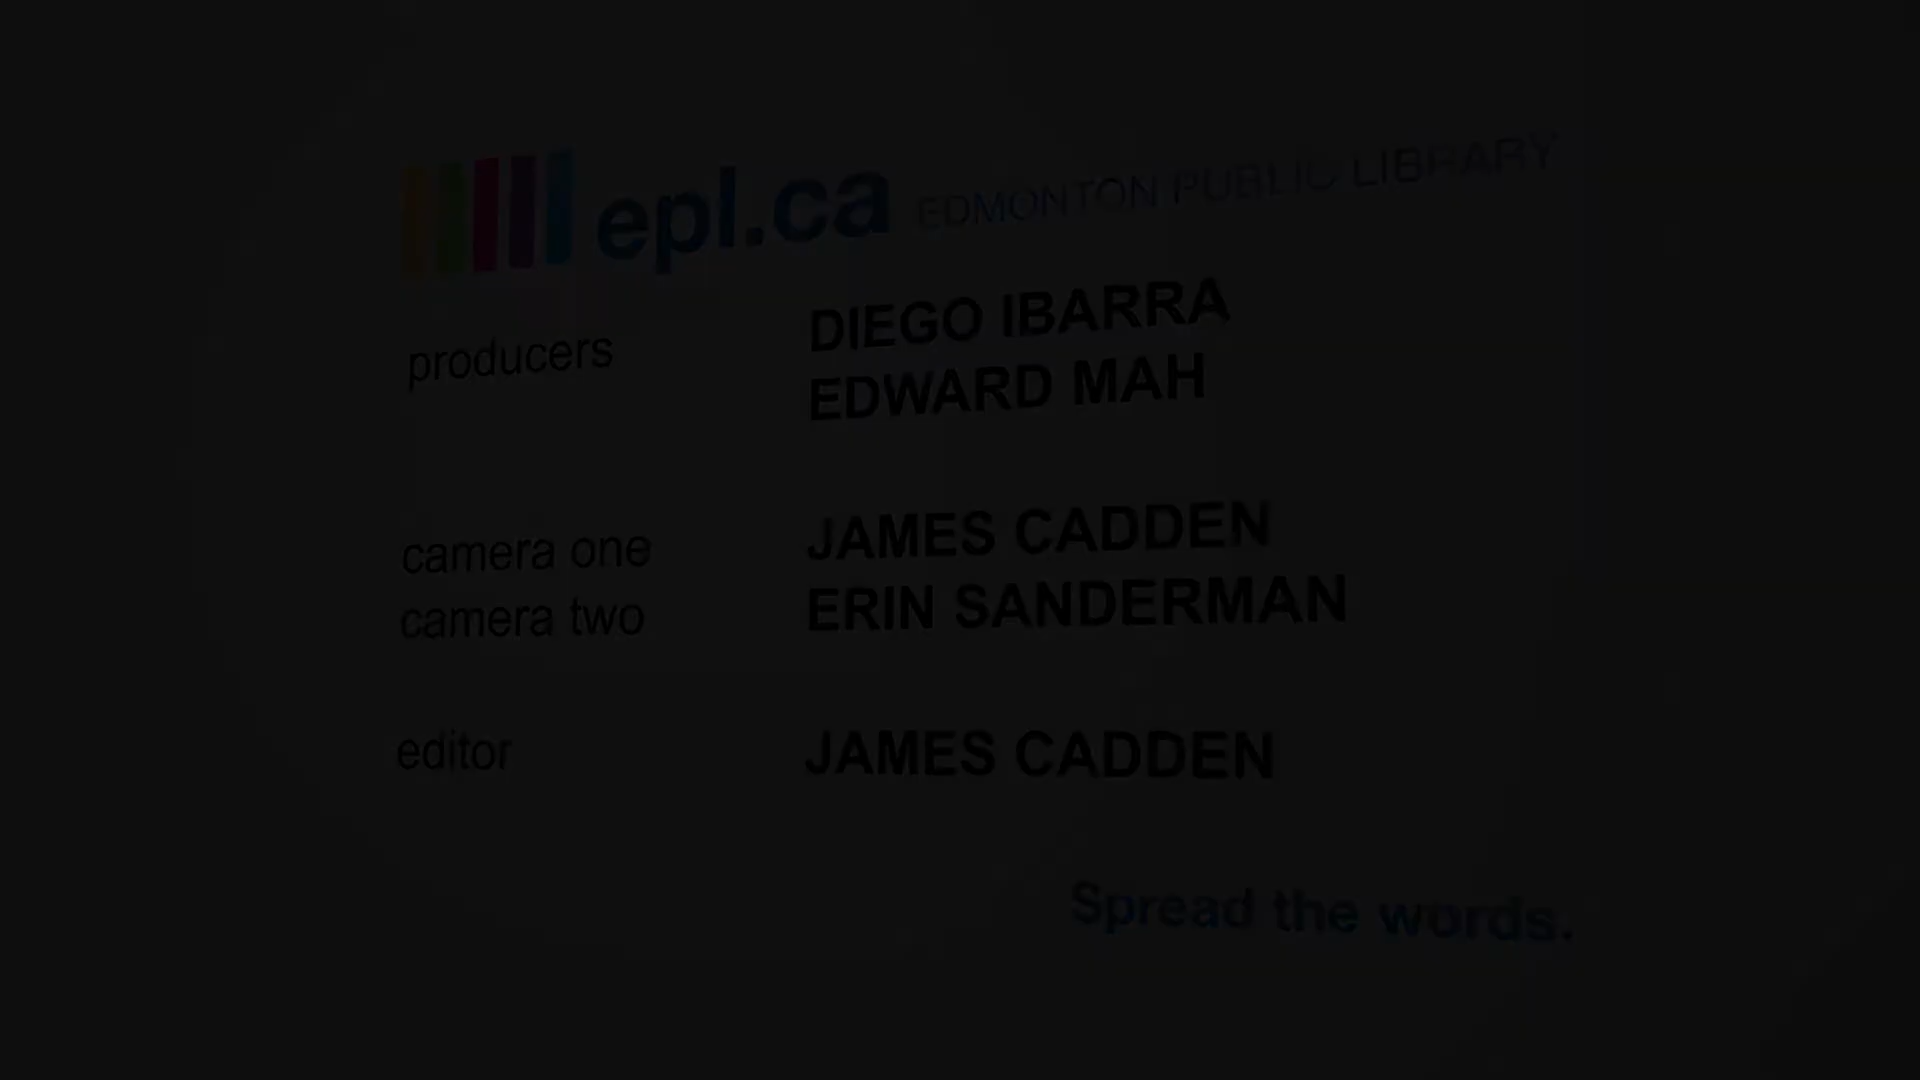 epl.ca EDMONTON PUBLIC LIBRARY
producers DIEGO IBARRA
EDWARD MAH
camera one JAMES CADDEN
camera two ERIN SANDERMAN
editor JAMES CADDEN
Spread the words.